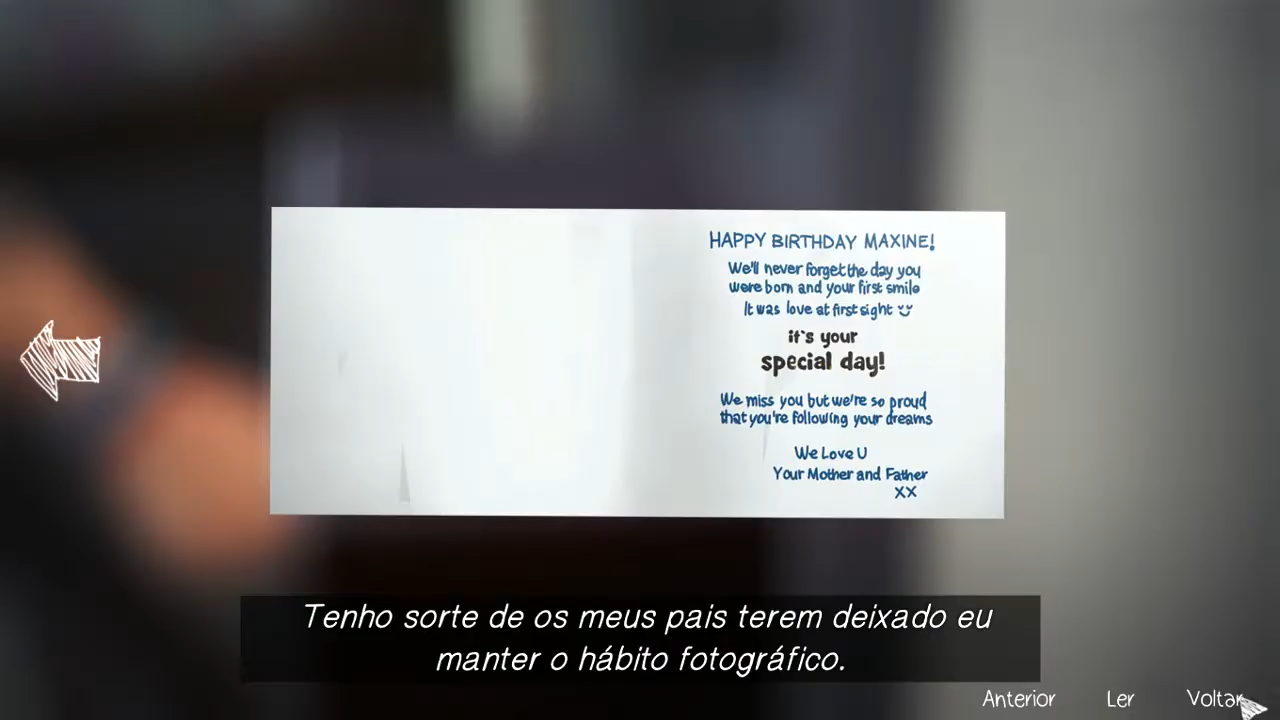 HAPPY BIRTHDAY MAXINE!
We'll never forget the day you
were born and your first smile
It was love at first sight
it's your
special day!
We miss you but we're so proud
that you're following your dreams
We Love U
Your Mother and Father
XX
Tenho sorte de os meus pais terem deixado eu
manter o hábito fotográfico.
Anterior Ler Voltar